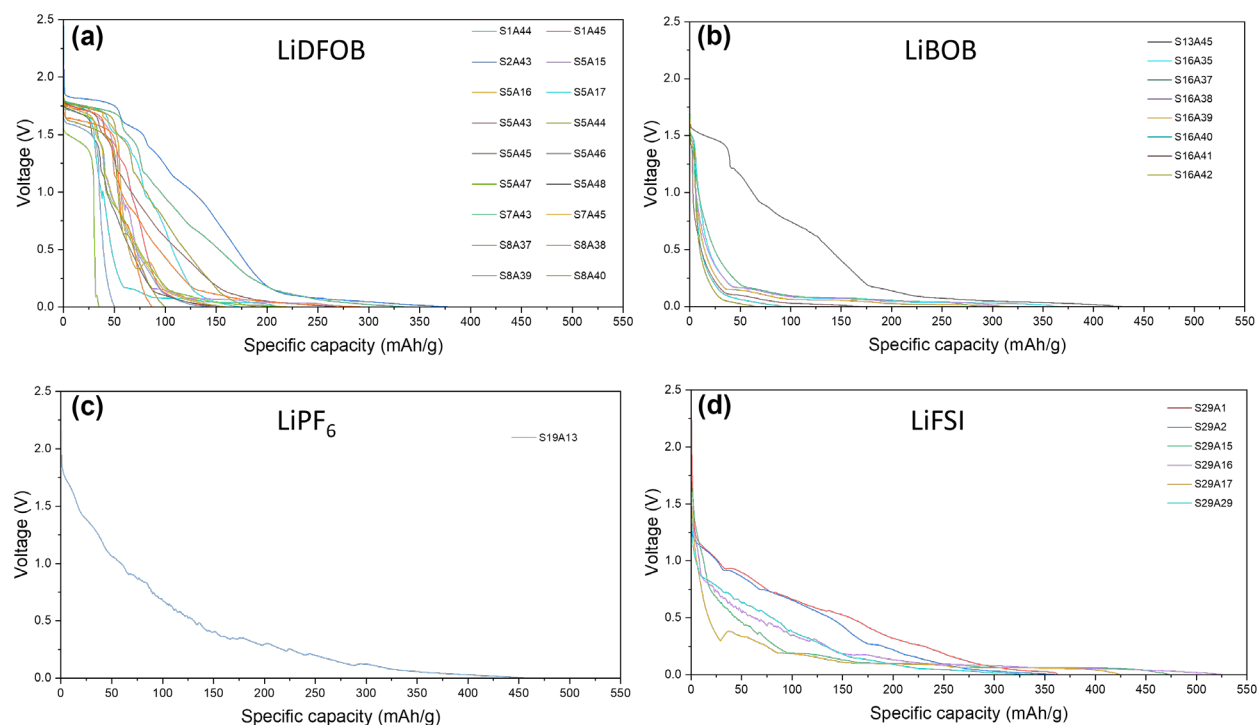 (a)
LiDFOB
S1A44 S1A45
S2A43 S5A15
S5A16 S5A17
S5A43 S5A44
S5A45 S5A46
S5A47 S5A48
S7A43 S7A45
S8A37 S8A38
S8A39 S8A40
2.5
2.0
1.5
1.0
0.5
0.0
Voltage (V)
0 50 100 150 200 250 300 350 400 450 500 550
Specific capacity (mAh/g)
(b)
LiBOB
S13A45
S16A35
S16A37
S16A38
S16A39
S16A40
S16A41
S16A42
2.5
2.0
1.5
1.0
0.5
0.0
Voltage (V)
0 50 100 150 200 250 300 350 400 450 500 550
Specific capacity (mAh/g)
(c)
LiPF6
S19A13
2.5
2.0
1.5
1.0
0.5
0.0
Voltage (V)
0 50 100 150 200 250 300 350 400 450 500 550
Specific capacity (mAh/g)
(d)
LiFSI
S29A1
S29A2
S29A15
S29A16
S29A17
S29A29
2.5
2.0
1.5
1.0
0.5
0.0
Voltage (V)
0 50 100 150 200 250 300 350 400 450 500 550
Specific capacity (mAh/g)